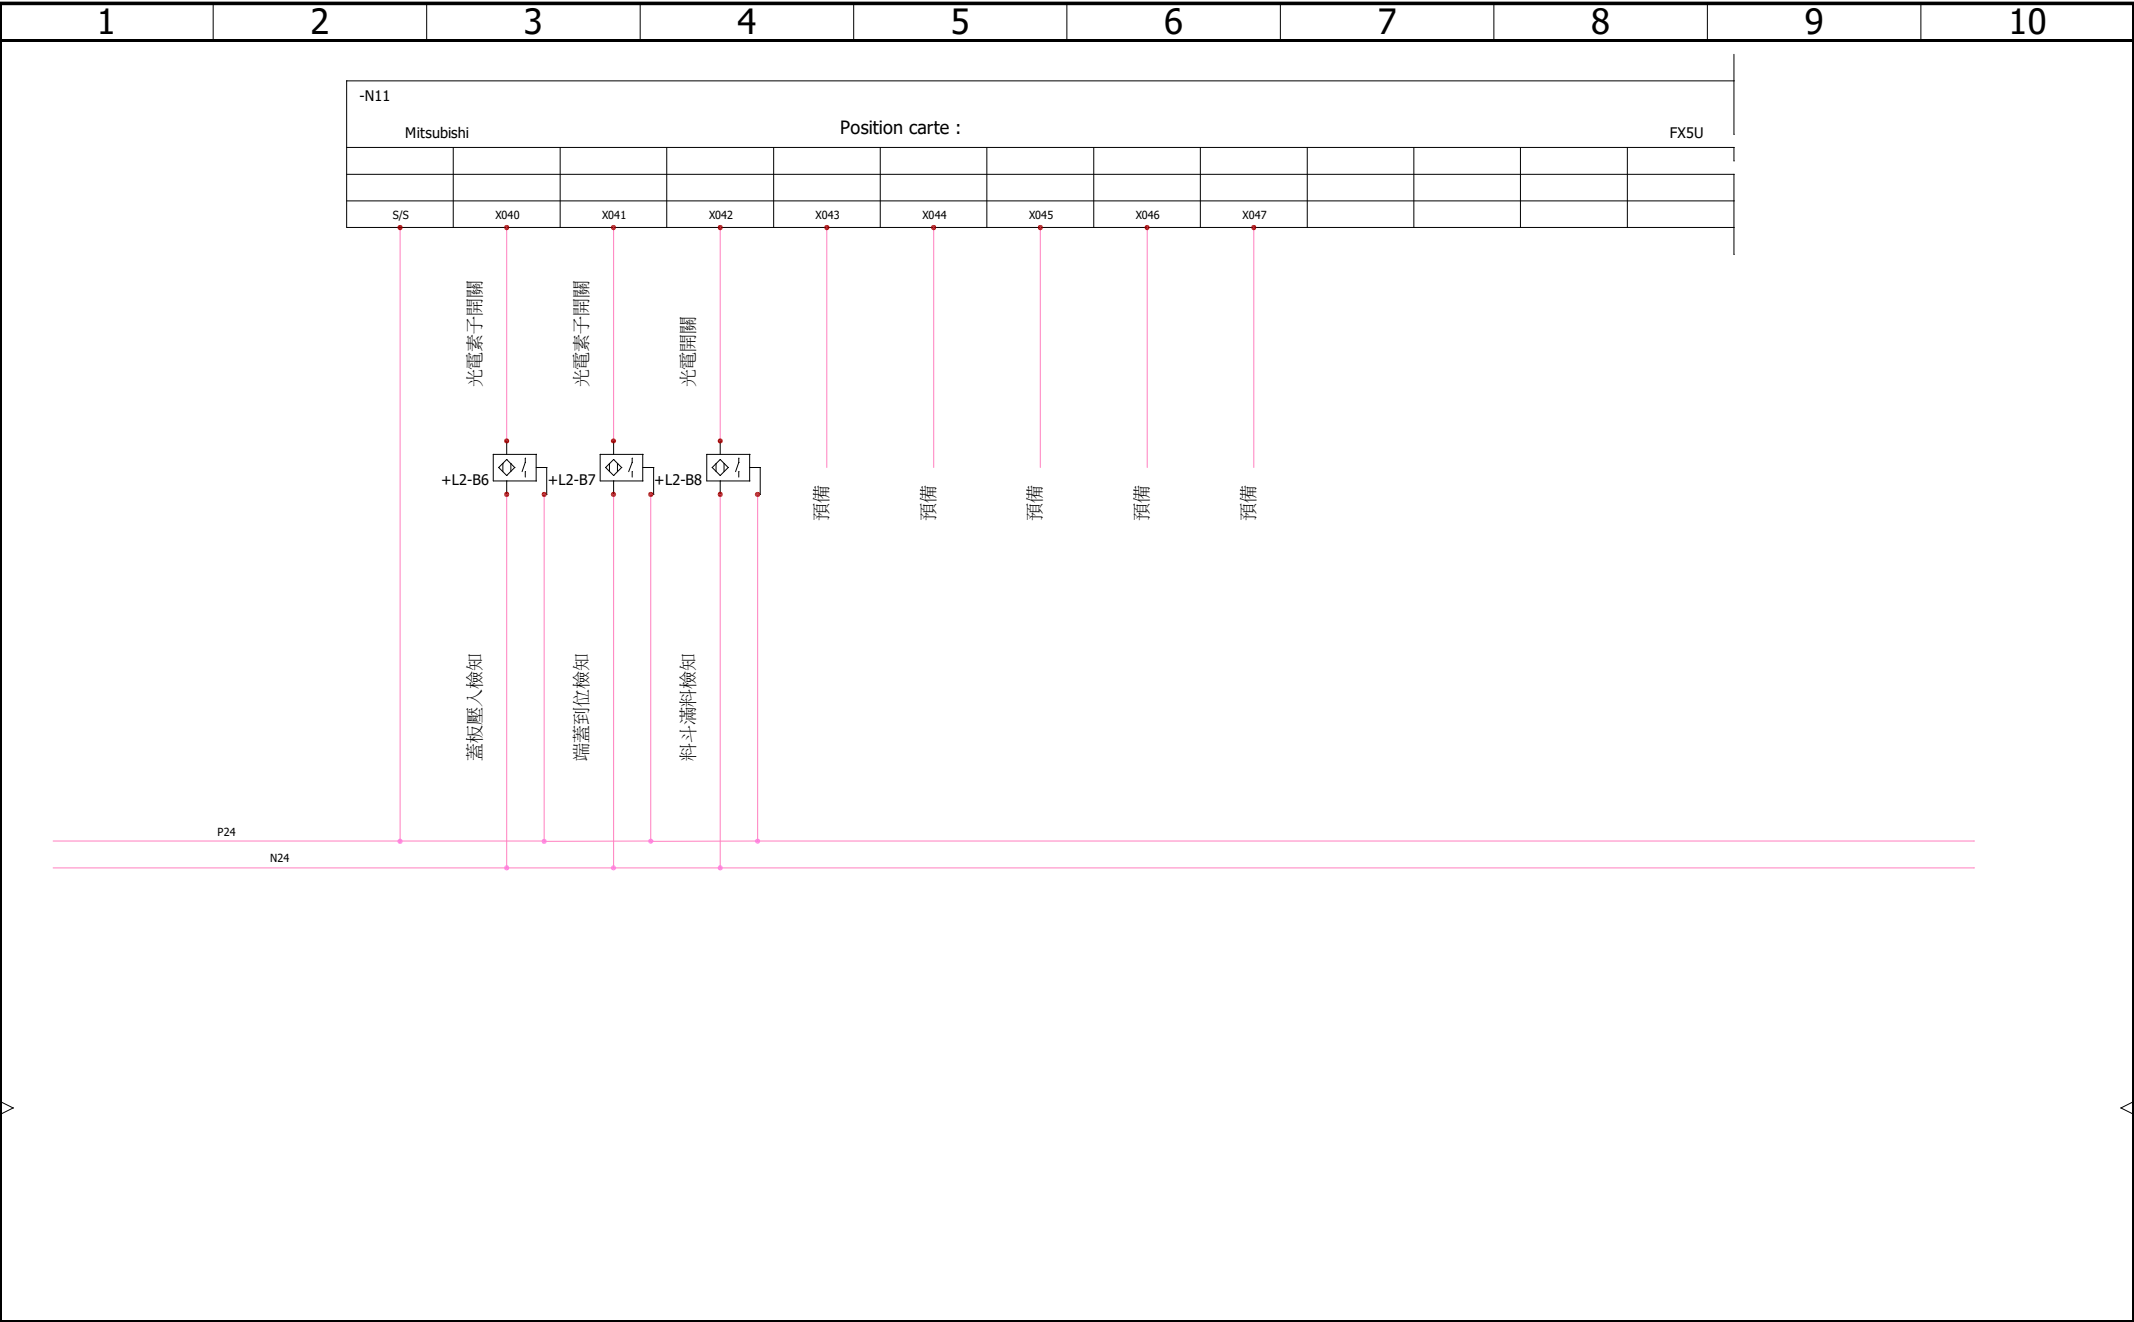 1 2 3 4 5 6 7 8 9 10
-N11
Mitsubishi Position carte : FX5U
S/S X040 X041 X042 X043 X044 X045 X046 X047
光電素子開關
光電素子開關
光電開關
+L2-B6 +L2-B7 +L2-B8
預備
預備
預備
預備
預備
蓋板壓入檢知
端蓋到位檢知
料斗滿料檢知
P24
N24